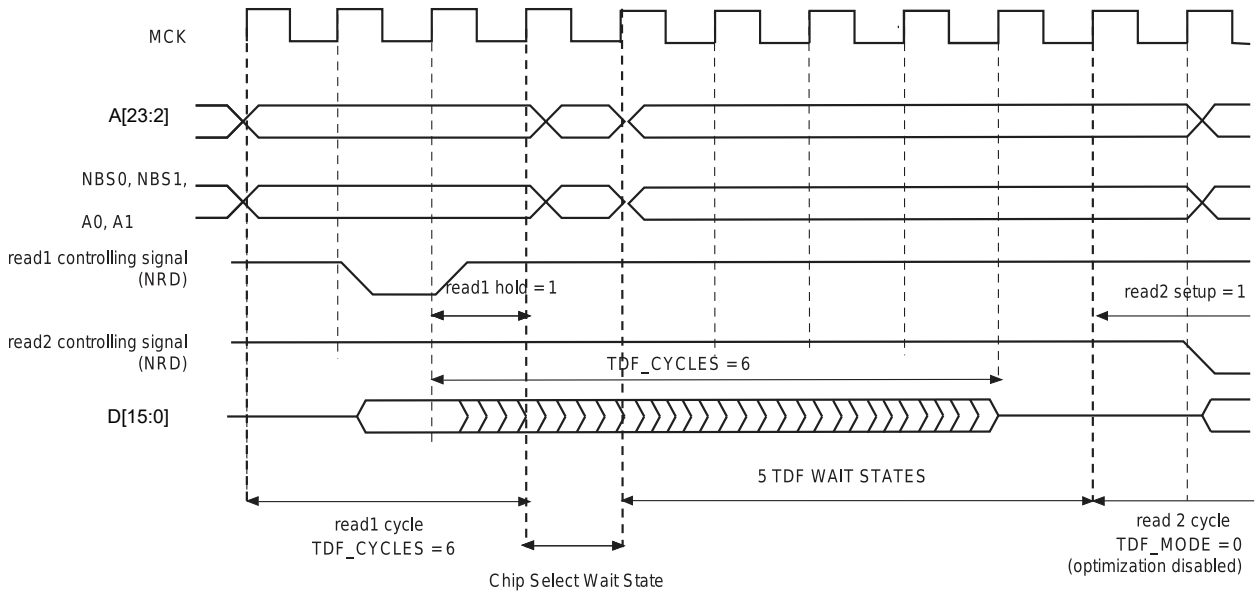 MCK
A[23:2]
NBS0, NBS1,
A0, A1
read1 controlling signal
(NRD)
read1 hold = 1
read2 setup = 1
read2 controlling signal
(NRD)
TDF_CYCLES = 6
D[15:0]
5 TDF WAIT STATES
read1 cycle
TDF_CYCLES = 6
read 2 cycle
TDF_MODE = 0
(optimization disabled)
Chip Select Wait State